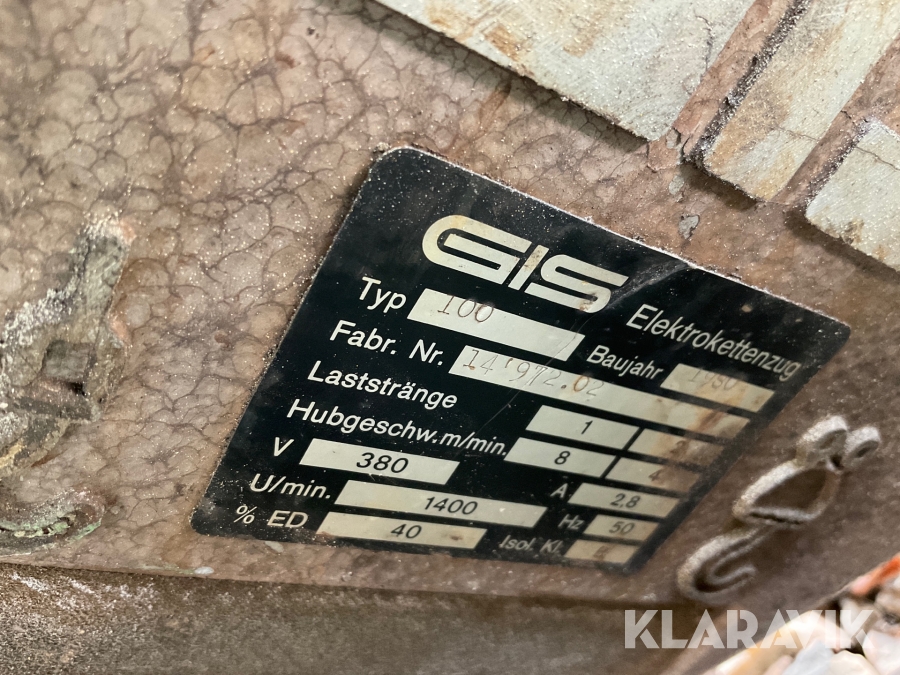 GIS
Elektrokettenzug
Typ 100 Baujahr 1980
Fabr. Nr. 14'972.02
Laststränge 1 2
Hubgeschw.m/min. 8 4
V 380 A 2.8
U/min. 1400 Hz 50
% ED 40 Isol. Kl.
KLARAVIK